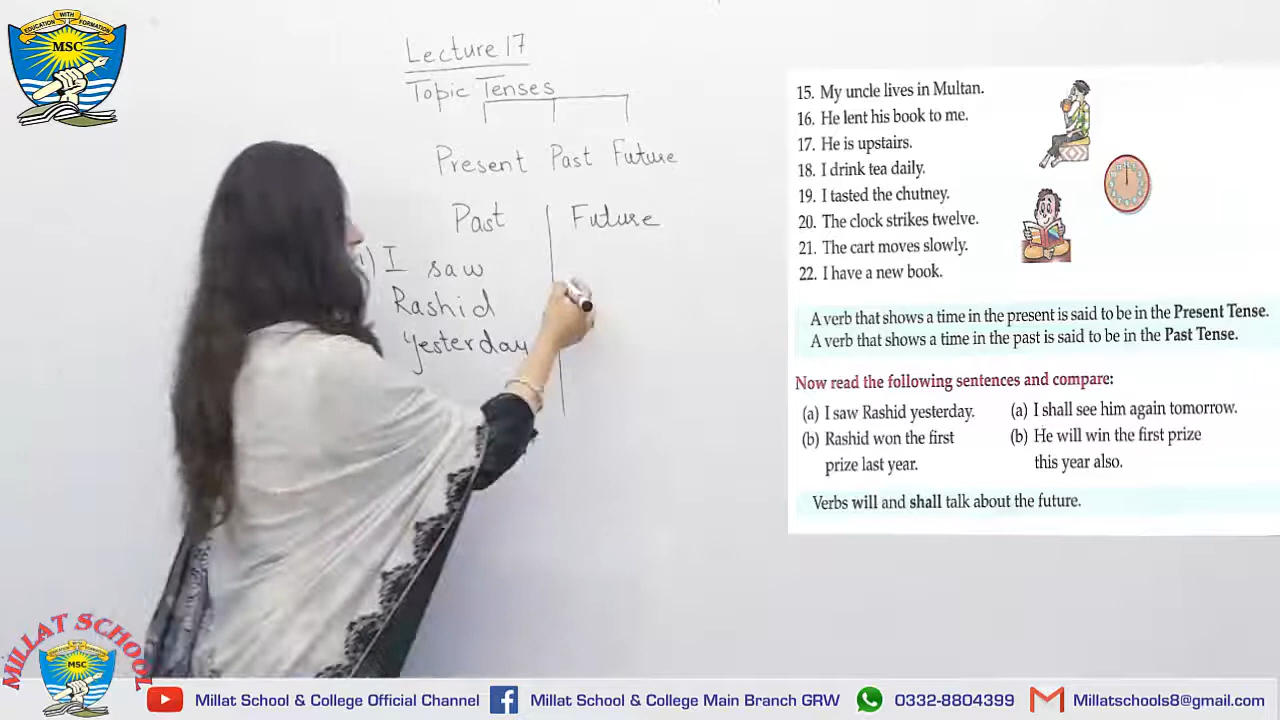 EDUCATION WITH FORMATION
MSC
Lecture 17
Topic Tenses
Present Past Future
Past Future
1) I saw
Rashid
Yesterday
15. My uncle lives in Multan.
16. He lent his book to me.
17. He is upstairs.
18. I drink tea daily.
19. I tasted the chutney.
20. The clock strikes twelve.
21. The cart moves slowly.
22. I have a new book.
A verb that shows a time in the present is said to be in the Present Tense.
A verb that shows a time in the past is said to be in the Past Tense.
Now read the following sentences and compare:
(a) I saw Rashid yesterday. (a) I shall see him again tomorrow.
(b) Rashid won the first (b) He will win the first prize
prize last year. this year also.
Verbs will and shall talk about the future.
MILLAT SCHOOL
MSC
Millat School & College Official Channel Millat School & College Main Branch GRW 0332-8804399 Millatschools8@gmail.com